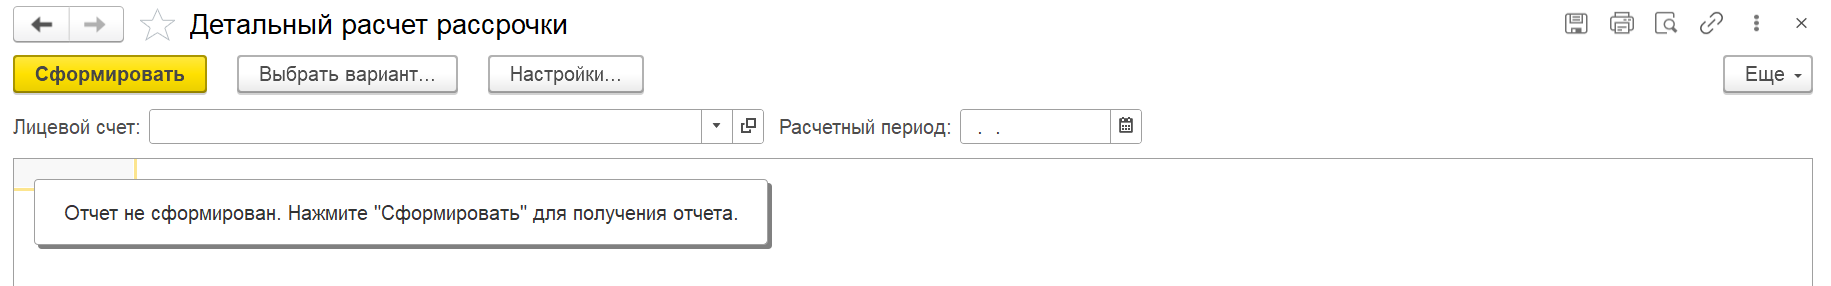 Детальный расчет рассрочки
Сформировать Выбрать вариант... Настройки... Еще
Лицевой счет: Расчетный период: . .
Отчет не сформирован. Нажмите "Сформировать" для получения отчета.